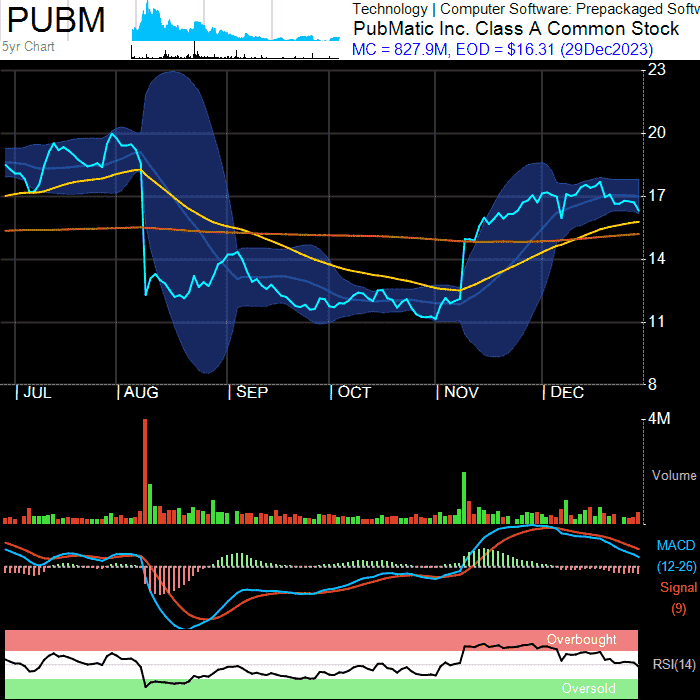 PUBM
5yr Chart
Technology | Computer Software: Prepackaged Softw
PubMatic Inc. Class A Common Stock
MC = 827.9M, EOD = $16.31 (29Dec2023)
23
20
17
14
11
8
JUL AUG SEP OCT NOV DEC
4M
Volume
MACD
(12-26)
Signal
(9)
Overbought
RSI(14)
Oversold